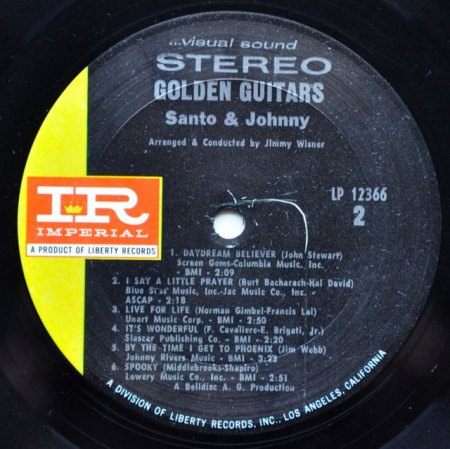 ...visual sound
STEREO
GOLDEN GUITARS
Santo & Johnny
Arranged & Conducted by Jimmy Wisner
LP 12366
2
IR
IMPERIAL
A PRODUCT OF LIBERTY RECORDS
1. DAYDREAM BELIEVER (John Stewart)
Screen Gems-Columbia Music, Inc.
- BMI - 2:09
2. I SAY A LITTLE PRAYER (Burt Bacharach-Hal David)
Blue Seas Music, Inc.-Jac Music Co., Inc. -
ASCAP - 2:18
3. LIVE FOR LIFE (Norman Gimbel-Francis Lai)
Unart Music Corp. - BMI - 2:50
4. IT'S WONDERFUL (F. Cavaliere-E. Brigati, Jr.)
Slacsar Publishing Co. - BMI - 2:20
5. BY THE TIME I GET TO PHOENIX (Jim Webb)
Johnny Rivers Music - BMI - 3:23
6. SPOOKY (Middlebrooks-Shapiro)
Lowery Music Co., Inc. - BMI - 2:51
A Belldisc A. G. Production
A DIVISION OF LIBERTY RECORDS, INC., LOS ANGELES, CALIFORNIA